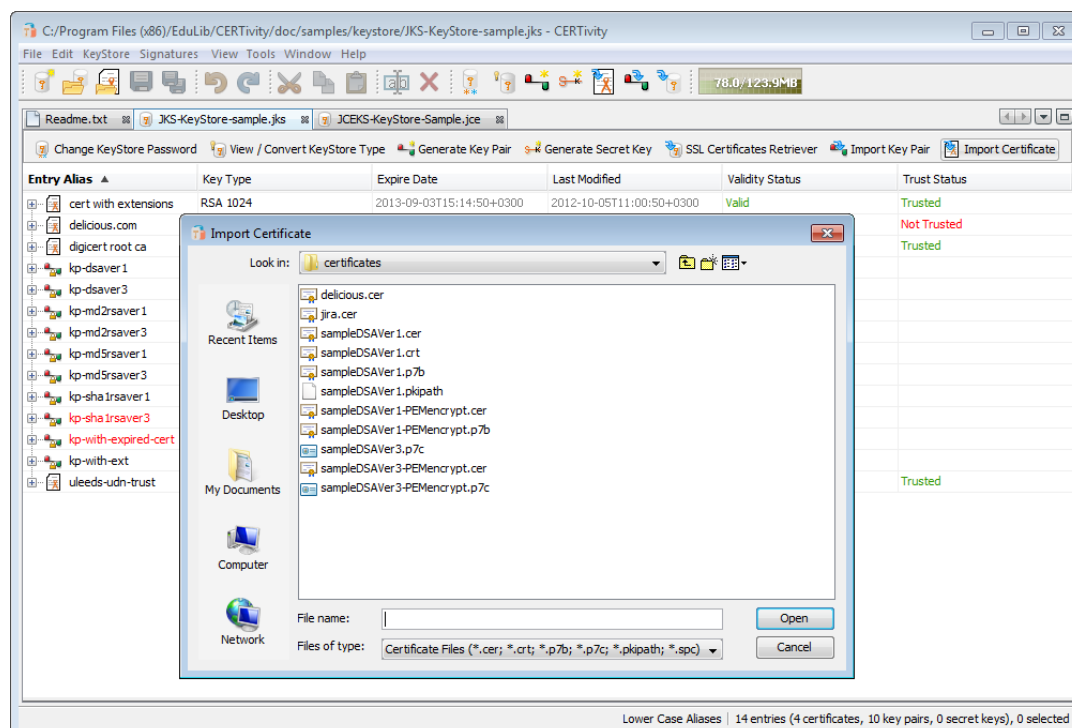 C:/Program Files (x86)/EduLib/CERTivity/doc/samples/keystore/JKS-KeyStore-sample.jks - CERTivity
File Edit KeyStore Signatures View Tools Window Help
78.0/123.9MB
Readme.txt JKS-KeyStore-sample.jks JCEKS-KeyStore-Sample.jce
Change KeyStore Password View / Convert KeyStore Type Generate Key Pair Generate Secret Key SSL Certificates Retriever Import Key Pair Import Certificate
Entry Alias Key Type Expire Date Last Modified Validity Status Trust Status
cert with extensions RSA 1024 2013-09-03T15:14:50+0300 2012-10-05T11:00:50+0300 Valid Trusted
delicious.com Not Trusted
digicert root ca Trusted
kp-dsaver1
kp-dsaver3
kp-md2rsaver1
kp-md2rsaver3
kp-md5rsaver1
kp-md5rsaver3
kp-sha1rsaver1
kp-sha1rsaver3
kp-with-expired-cert
kp-with-ext
uleeds-udn-trust Trusted
Import Certificate
Look in: certificates
Recent Items
Desktop
My Documents
Computer
Network
delicious.cer
jira.cer
sampleDSAVer1.cer
sampleDSAVer1.crt
sampleDSAVer1.p7b
sampleDSAVer1.pkipath
sampleDSAVer1-PEMencrypt.cer
sampleDSAVer1-PEMencrypt.p7b
sampleDSAVer3.p7c
sampleDSAVer3-PEMencrypt.cer
sampleDSAVer3-PEMencrypt.p7c
File name: Open
Files of type: Certificate Files (*.cer; *.crt; *.p7b; *.p7c; *.pkipath; *.spc) Cancel
Lower Case Aliases 14 entries (4 certificates, 10 key pairs, 0 secret keys), 0 selected